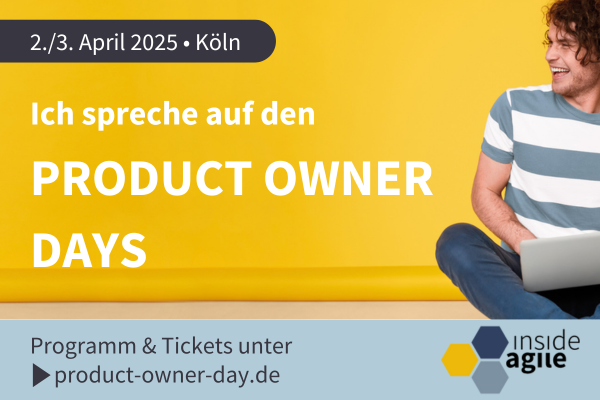 2./3. April 2025 • Köln
Ich spreche auf den
PRODUCT OWNER
DAYS
Programm & Tickets unter
▶product-owner-day.de
inside
agile